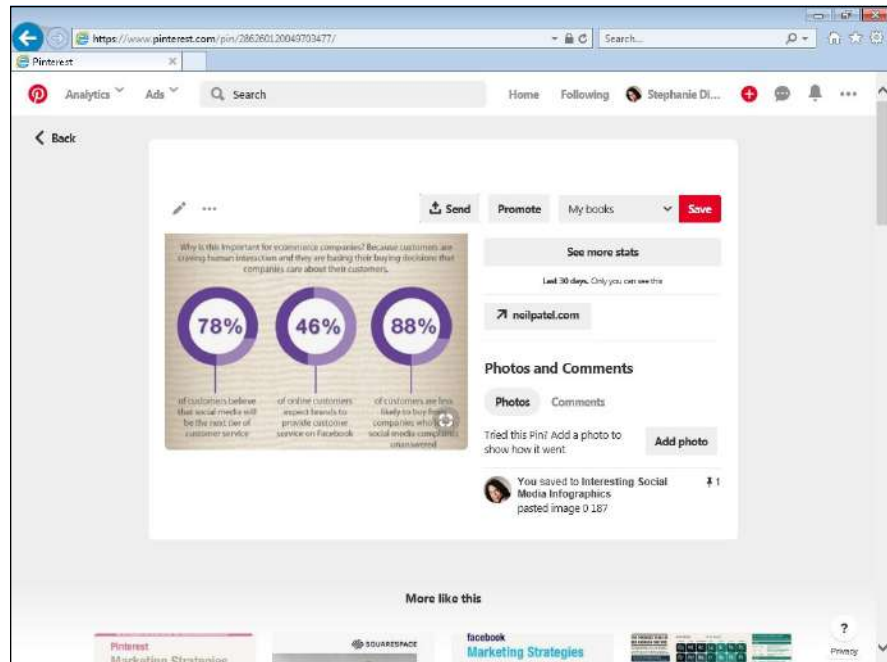 https://www.pinterest.com/pin/286260120049703477/
Search...
Pinterest
Analytics
Ads
Search
Home
Following
Stephanie Di...
Back
Send
Promote
My books
Save
Why is this important for ecommerce companies? Because customers are
craving human interaction and they are basing their buying decisions that
companies care about their customers.
78%
46%
88%
of customers believe
that social media will
be the next tier of
customer service
of online customers
expect brands to
provide customer
service on Facebook
of customers are less
likely to buy from
companies who
social media complaints
unanswered
See more stats
Last 30 days. Only you can see this
neilpatel.com
Photos and Comments
Photos
Comments
Tried this Pin? Add a photo to
show how it went
Add photo
You saved to Interesting Social
Media Infographics
1
pasted image 0 187
More like this
Pinterest
Marketing Strategies
SQUARESPACE
facebook
Marketing Strategies
?
Privacy